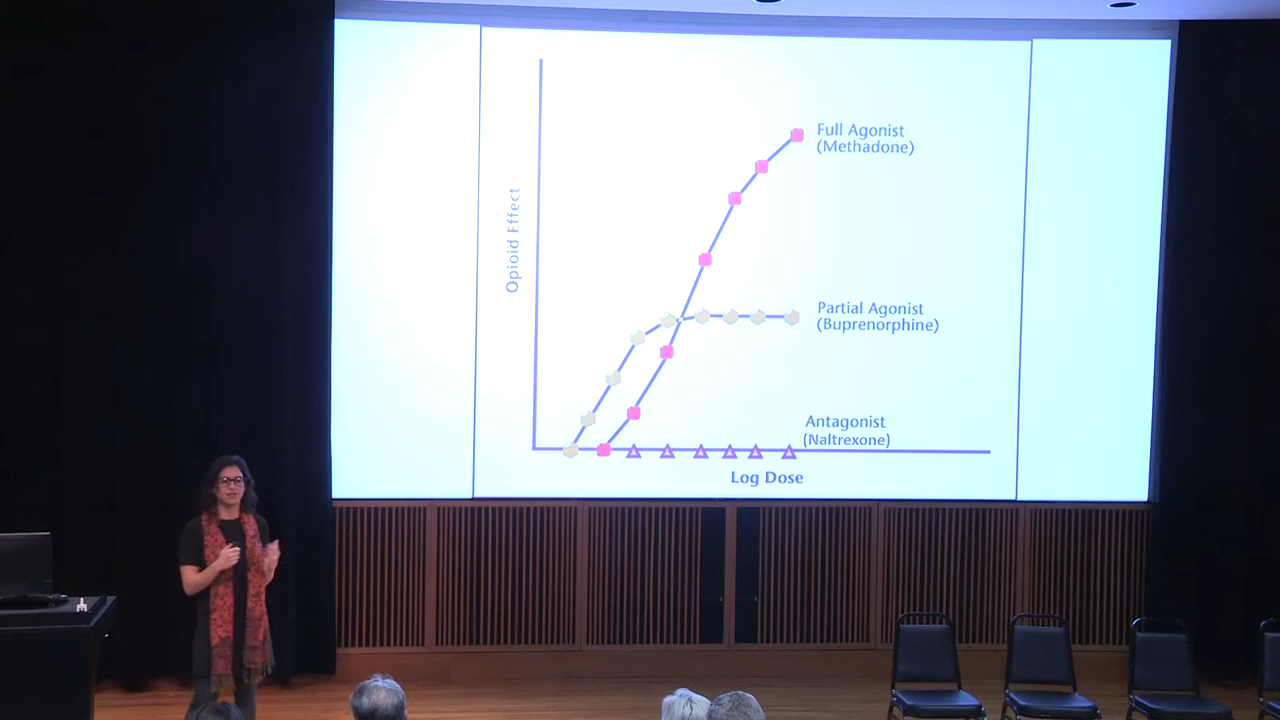 Full Agonist
(Methadone)
Opioid Effect
Partial Agonist
(Buprenorphine)
Antagonist
(Naltrexone)
Log Dose